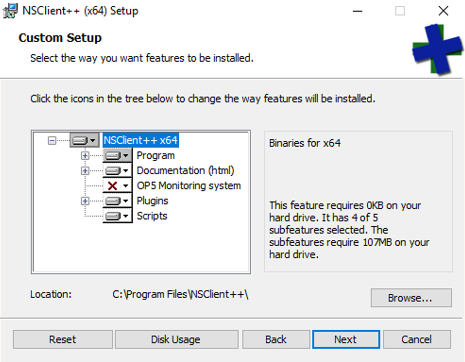 NSClient++ (x64) Setup
Custom Setup
Select the way you want features to be installed.
Click the icons in the tree below to change the way features will be installed.
NSClient++ x64
Program
Documentation (html)
OP5 Monitoring system
Plugins
Scripts
Binaries for x64
This feature requires 0KB on your
hard drive. It has 4 of 5
subfeatures selected. The
subfeatures require 107MB on your
hard drive.
Location: C:\Program Files\NSClient++\
Browse...
Reset Disk Usage Back Next Cancel